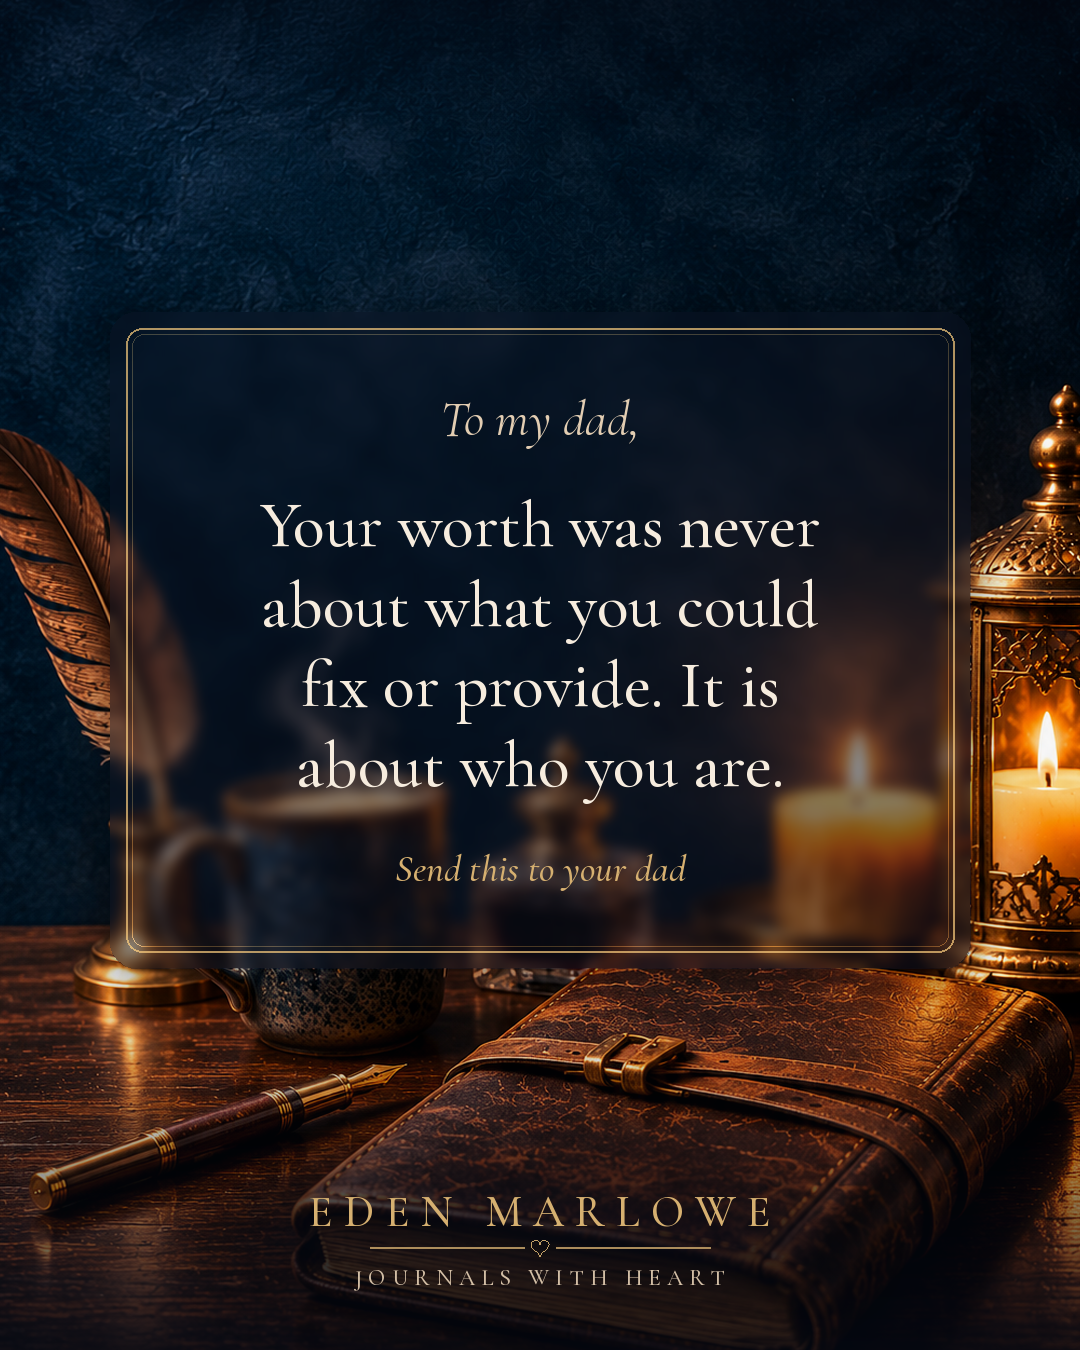 To my dad,
Your worth was never
about what you could
fix or provide. It is
about who you are.
Send this to your dad
EDEN MARLOWE
JOURNALS WITH HEART